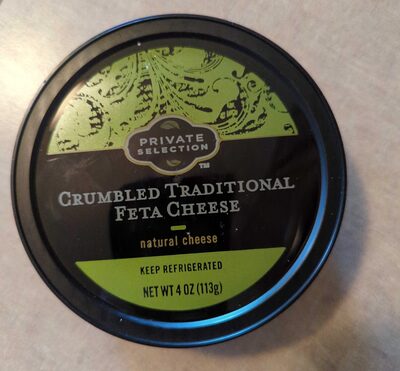 PRIVATE
SELECTION
™
CRUMBLED TRADITIONAL
FETA CHEESE
natural cheese
KEEP REFRIGERATED
NET WT 4 OZ (113g)